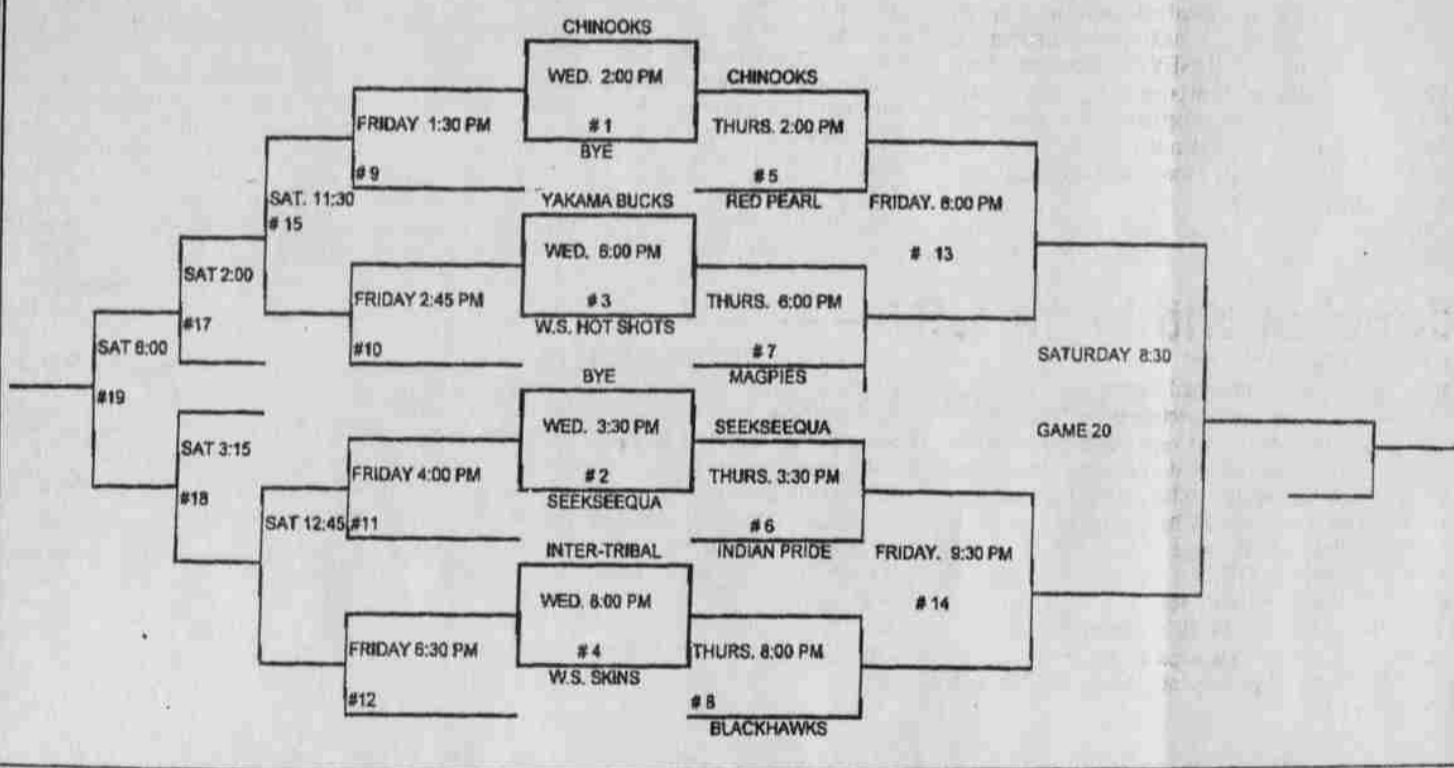 CHINOOKS
WED. 2:00 PM
# 1
BYE
CHINOOKS
THURS. 2:00 PM
# 5
RED PEARL
FRIDAY 1:30 PM
# 9
SAT. 11:30
# 15
YAKAMA BUCKS
WED. 6:00 PM
# 3
W.S. HOT SHOTS
FRIDAY. 8:00 PM
# 13
THURS. 6:00 PM
# 7
MAGPIES
SAT 2:00
#17
FRIDAY 2:45 PM
#10
SAT 6:00
#19
SATURDAY 8:30
GAME 20
BYE
WED. 3:30 PM
# 2
SEEKSEEQUA
SEEKSEEQUA
THURS. 3:30 PM
# 6
INDIAN PRIDE
SAT 3:15
#18
FRIDAY 4:00 PM
#11
SAT 12:45
INTER-TRIBAL
WED. 8:00 PM
# 4
W.S. SKINS
FRIDAY. 9:30 PM
# 14
FRIDAY 6:30 PM
#12
THURS. 8:00 PM
# 8
BLACKHAWKS